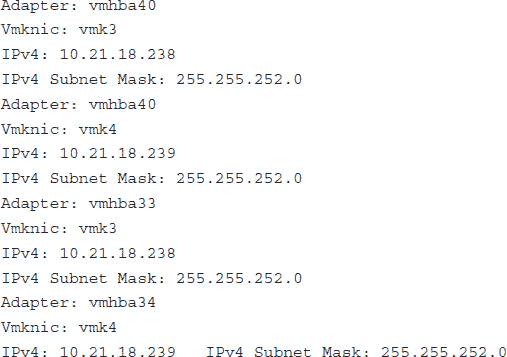 Adapter: vmhba40
Vmknic: vmk3
IPv4: 10.21.18.238
IPv4 Subnet Mask: 255.255.252.0
Adapter: vmhba40
Vmknic: vmk4
IPv4: 10.21.18.239
IPv4 Subnet Mask: 255.255.252.0
Adapter: vmhba33
Vmknic: vmk3
IPv4: 10.21.18.238
IPv4 Subnet Mask: 255.255.252.0
Adapter: vmhba34
Vmknic: vmk4
IPv4: 10.21.18.239   IPv4 Subnet Mask: 255.255.252.0